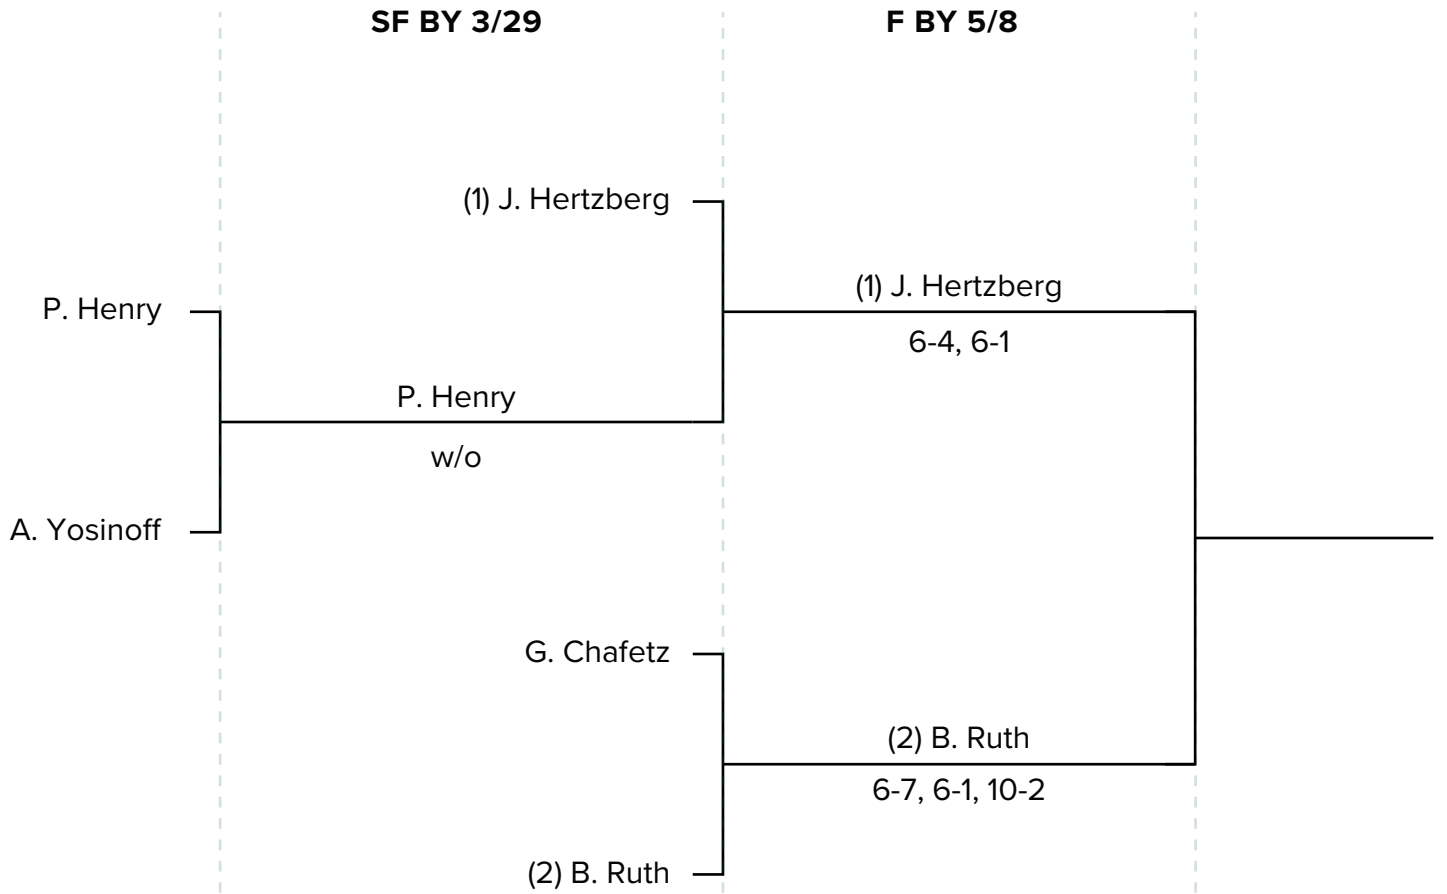 SF BY 3/29
F BY 5/8
(1) J. Hertzberg
(1) J. Hertzberg
P. Henry
6-4, 6-1
P. Henry
w/o
A. Yosinoff
G. Chafetz
(2) B. Ruth
6-7, 6-1, 10-2
(2) B. Ruth